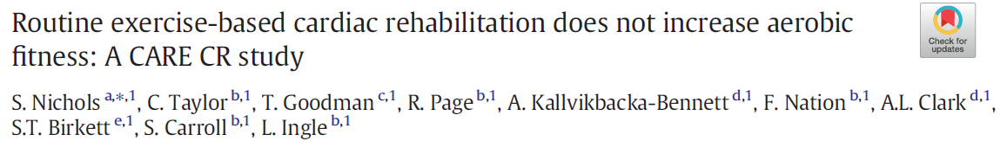 Routine exercise-based cardiac rehabilitation does not increase aerobic
fitness: A CARE CR study
Check for
updates
S. Nichols a,*,1, C. Taylor b,1, T. Goodman c,1, R. Page b,1, A. Kallvikbacka-Bennett d,1, F. Nation b,1, A.L. Clark d,1,
S.T. Birkett e,1, S. Carroll b,1, L. Ingle b,1